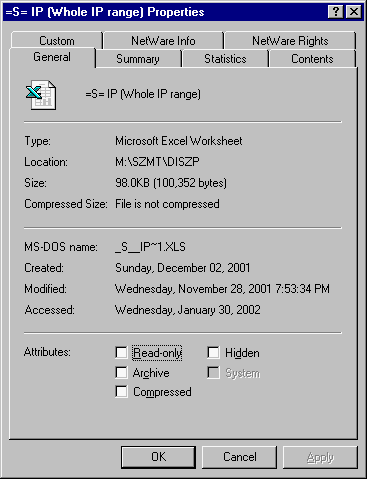 =S= IP (Whole IP range) Properties
Custom NetWare Info NetWare Rights
General Summary Statistics Contents
=S= IP (Whole IP range)
Type: Microsoft Excel Worksheet
Location: M:\SZMT\DISZP
Size: 98.0KB (100,352 bytes)
Compressed Size: File is not compressed
MS-DOS name: _S__IP~1.XLS
Created: Sunday, December 02, 2001
Modified: Wednesday, November 28, 2001 7:53:34 PM
Accessed: Wednesday, January 30, 2002
Attributes: Read-only Hidden
Archive System
Compressed
OK Cancel Apply